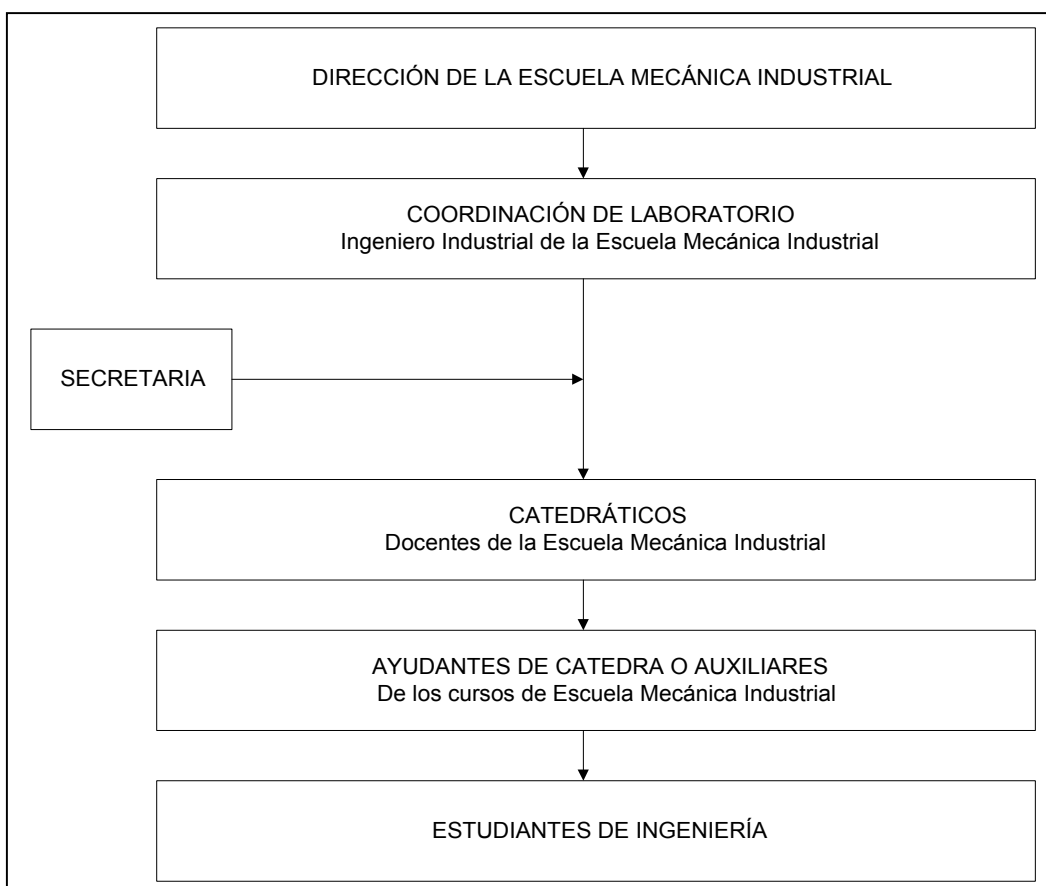 DIRECCIÓN DE LA ESCUELA MECÁNICA INDUSTRIAL
COORDINACIÓN DE LABORATORIO
Ingeniero Industrial de la Escuela Mecánica Industrial
SECRETARIA
CATEDRÁTICOS
Docentes de la Escuela Mecánica Industrial
AYUDANTES DE CATEDRA O AUXILIARES
De los cursos de Escuela Mecánica Industrial
ESTUDIANTES DE INGENIERÍA